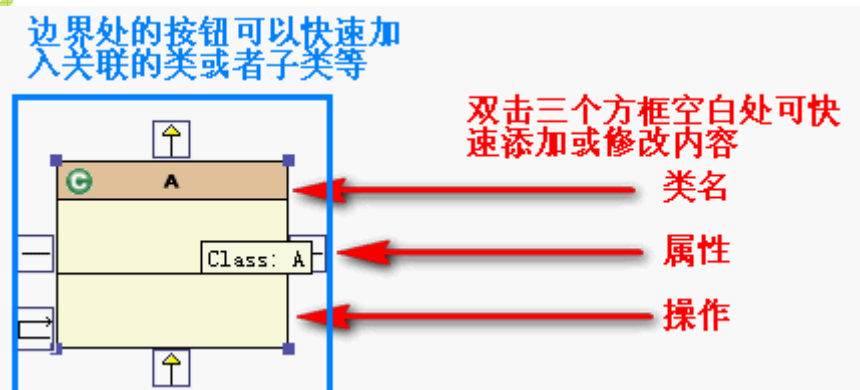 边界处的按钮可以快速加
入关联的类或者子类等
双击三个方框空白处可快
速添加或修改内容
C
A
类名
Class: A
属性
操作